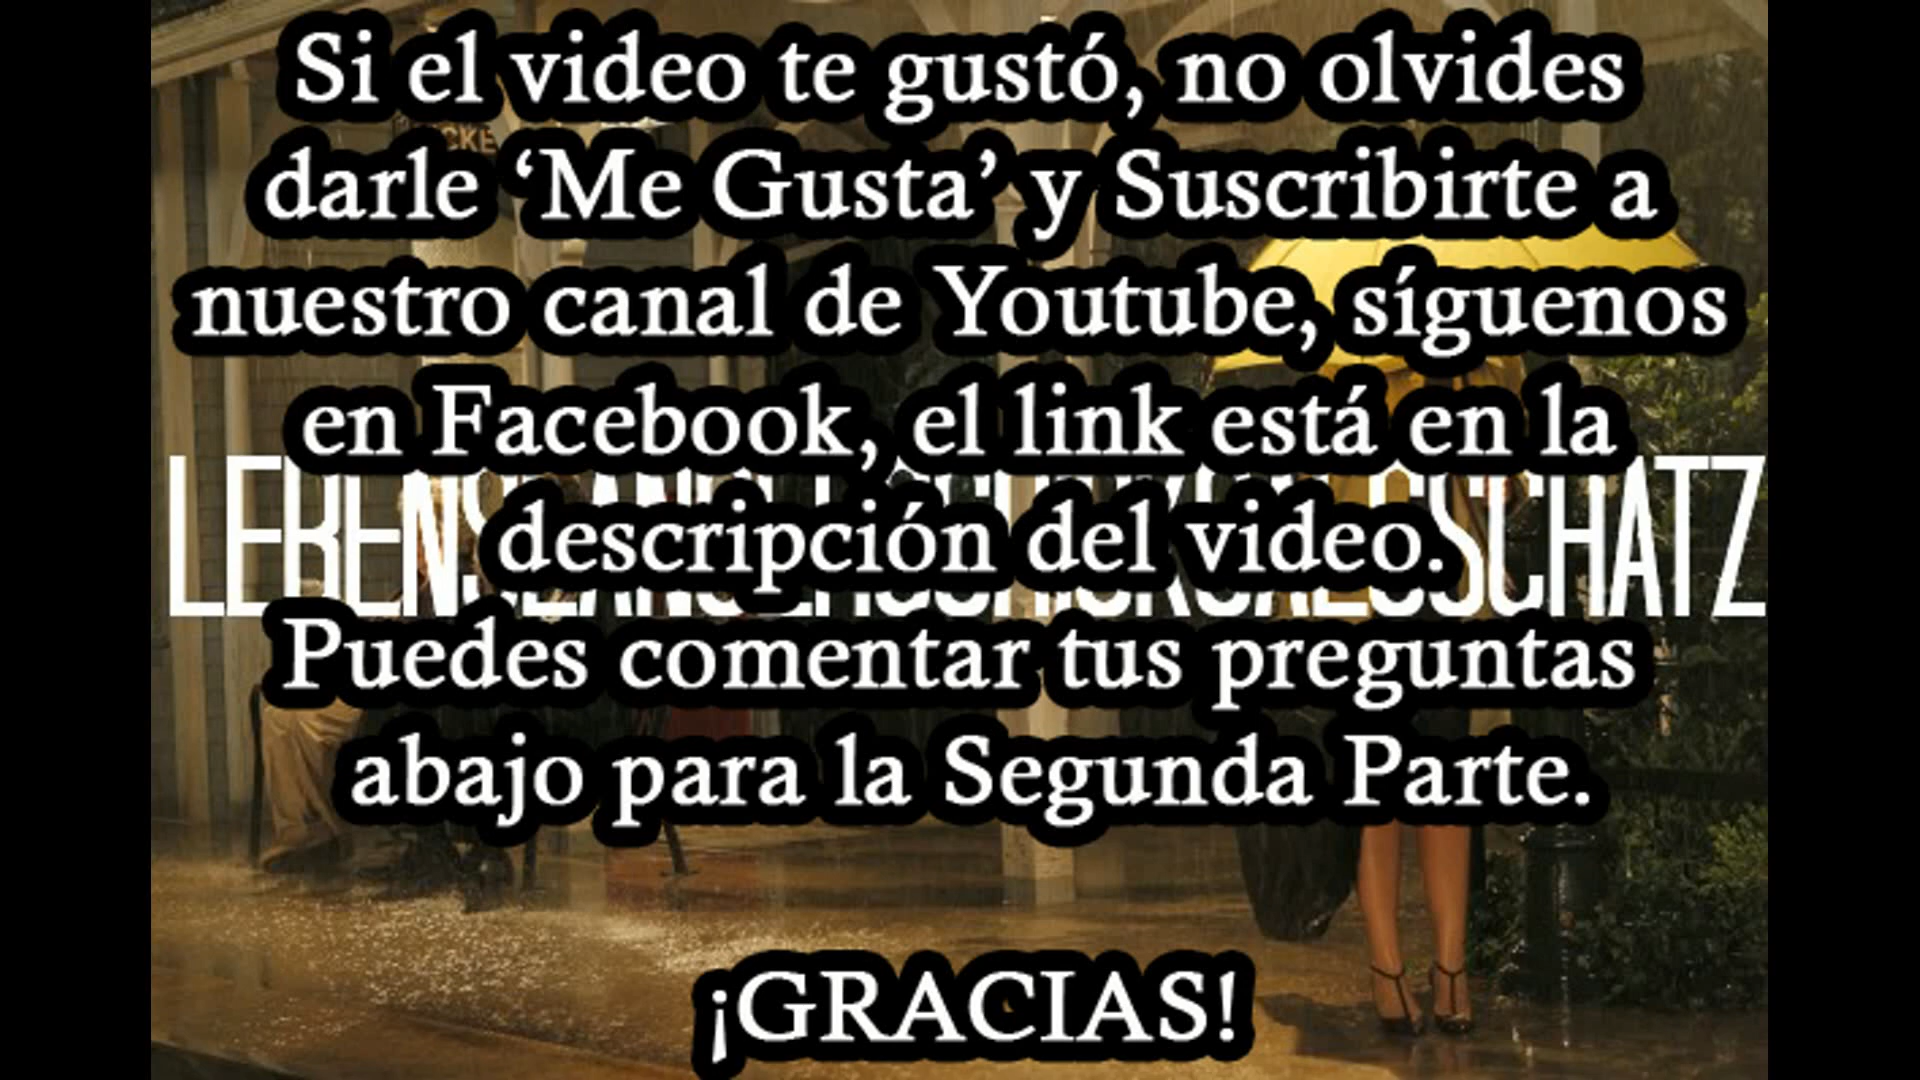 Si el video te gustó, no olvides
darle ‘Me Gusta’ y Suscribirte a
nuestro canal de Youtube, síguenos
en Facebook, el link está en la
descripción del video.
Puedes comentar tus preguntas
abajo para la Segunda Parte.
¡GRACIAS!